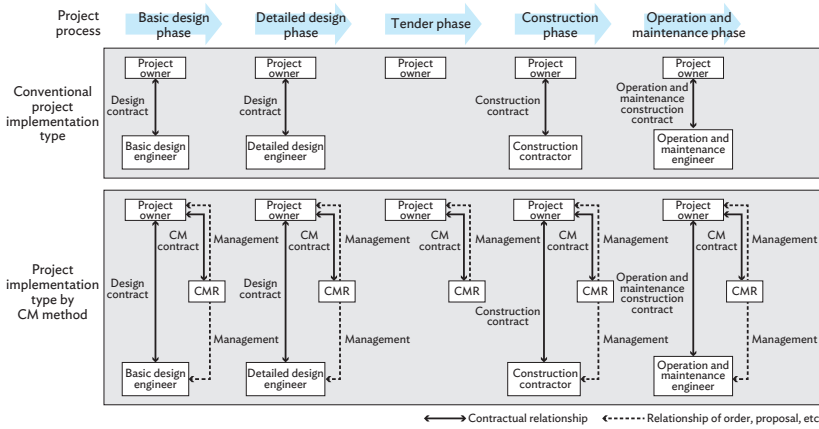 Project
process
Basic design
phase
Detailed design
phase
Tender phase
Construction
phase
Operation and
maintenance phase
Conventional
project
implementation
type
Project
owner
Design
contract
Basic design
engineer
Project
owner
Design
contract
Detailed design
engineer
Project
owner
Project
owner
Construction
contract
Construction
contractor
Project
owner
Operation and
maintenance
construction
contract
Operation and
maintenance
engineer
Project
implementation
type by
CM method
Project
owner
CM
contract
Management
Design
contract
CMR
Management
Basic design
engineer
Project
owner
CM
contract
Management
Design
contract
CMR
Management
Detailed design
engineer
Project
owner
CM
contract
Management
CMR
Project
owner
CM
contract
Management
Construction
contract
CMR
Management
Construction
contractor
Project
owner
CM
contract
Management
Operation and
maintenance
construction
contract
CMR
Management
Operation and
maintenance
engineer
Contractual relationship
Relationship of order, proposal, etc